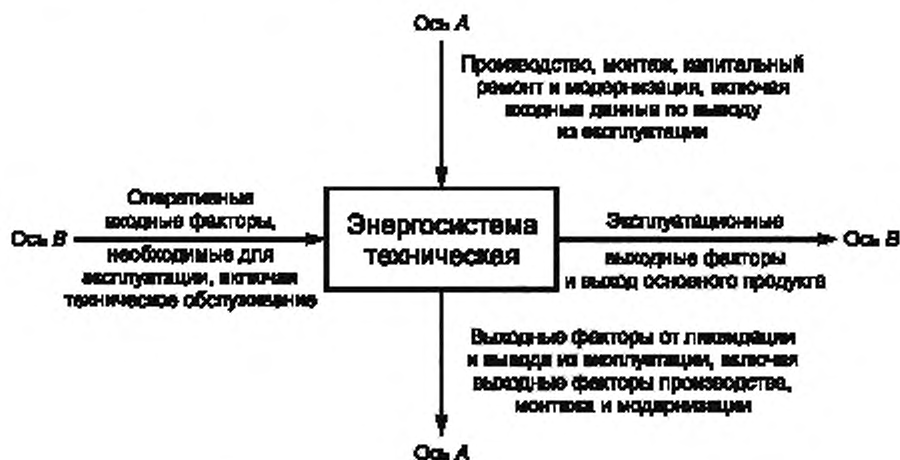 Ось А
Производство, монтаж, капитальный
ремонт и модернизация, включая
входные данные по выводу
из эксплуатации
Оперативные
входные факторы,
Ось В
необходимые для
эксплуатации, включая
техническое обслуживание
Энергосистема
техническая
Эксплуатационные
Ось В
выходные факторы
и выход основного продукта
Выходные факторы от ликвидации
и вывода из эксплуатации, включая
выходные факторы производства,
монтажа и модернизации
Ось А